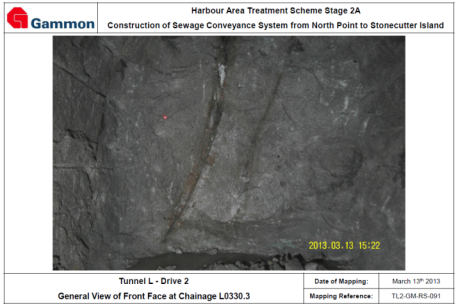 Gammon
Harbour Area Treatment Scheme Stage 2A
Construction of Sewage Conveyance System from North Point to Stonecutter Island
2013.03.13 15:22
Tunnel L - Drive 2
General View of Front Face at Chainage L0330.3
Date of Mapping:
March 13th 2013
Mapping Reference:
TL2-GM-RS-091